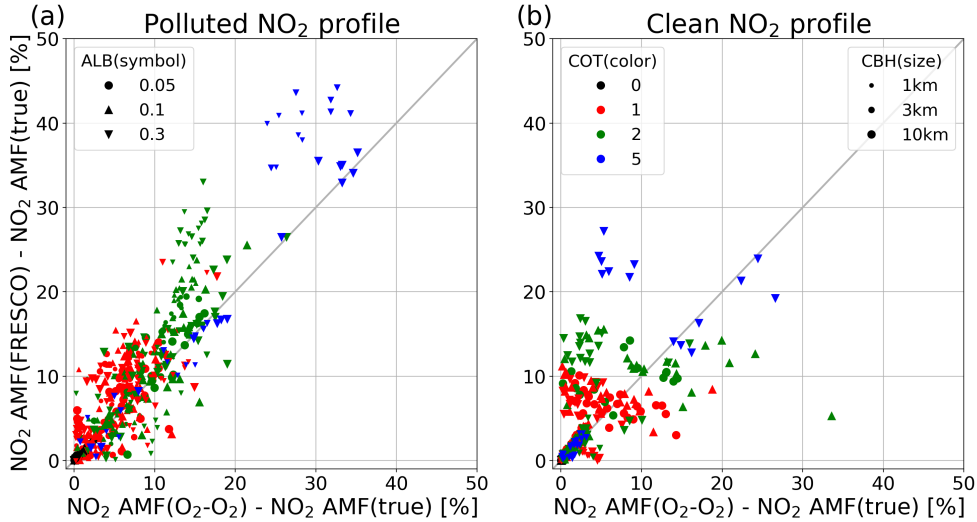 (a)
Polluted NO₂ profile
NO₂ AMF(FRESCO) - NO₂ AMF(true) [%]
50
40
30
20
10
0
ALB(symbol)
0.05
0.1
0.3
0 10 20 30 40 50
NO₂ AMF(O₂-O₂) - NO₂ AMF(true) [%]
(b)
Clean NO₂ profile
50
40
30
20
10
0
COT(color)
0
1
2
5
CBH(size)
1km
3km
10km
0 10 20 30 40 50
NO₂ AMF(O₂-O₂) - NO₂ AMF(true) [%]